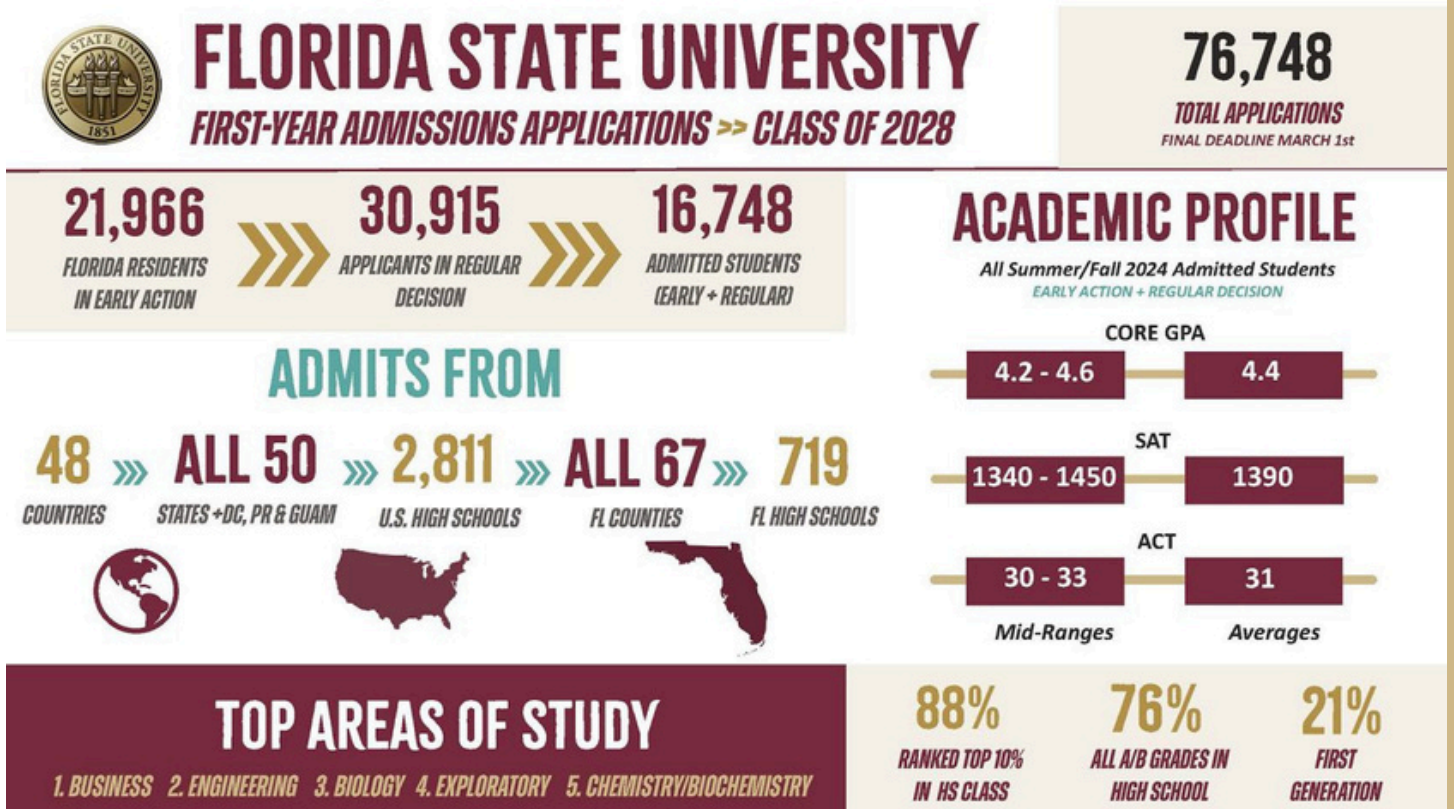 FLORIDA STATE UNIVERSITY
FLORIDA STATE UNIVERSITY
1851
FIRST-YEAR ADMISSIONS APPLICATIONS >> CLASS OF 2028
76,748
TOTAL APPLICATIONS
FINAL DEADLINE MARCH 1st
21,966
FLORIDA RESIDENTS
IN EARLY ACTION
30,915
APPLICANTS IN REGULAR
DECISION
16,748
ADMITTED STUDENTS
(EARLY + REGULAR)
ADMITS FROM
48
COUNTRIES
ALL 50
STATES +DC, PR & GUAM
2,811
U.S. HIGH SCHOOLS
ALL 67
FL COUNTIES
719
FL HIGH SCHOOLS
ACADEMIC PROFILE
All Summer/Fall 2024 Admitted Students
EARLY ACTION + REGULAR DECISION
CORE GPA
4.2 - 4.6
4.4
SAT
1340 - 1450
1390
ACT
30 - 33
31
Mid-Ranges
Averages
TOP AREAS OF STUDY
1. BUSINESS 2. ENGINEERING 3. BIOLOGY 4. EXPLORATORY 5. CHEMISTRY/BIOCHEMISTRY
88%
RANKED TOP 10%
IN HS CLASS
76%
ALL A/B GRADES IN
HIGH SCHOOL
21%
FIRST
GENERATION